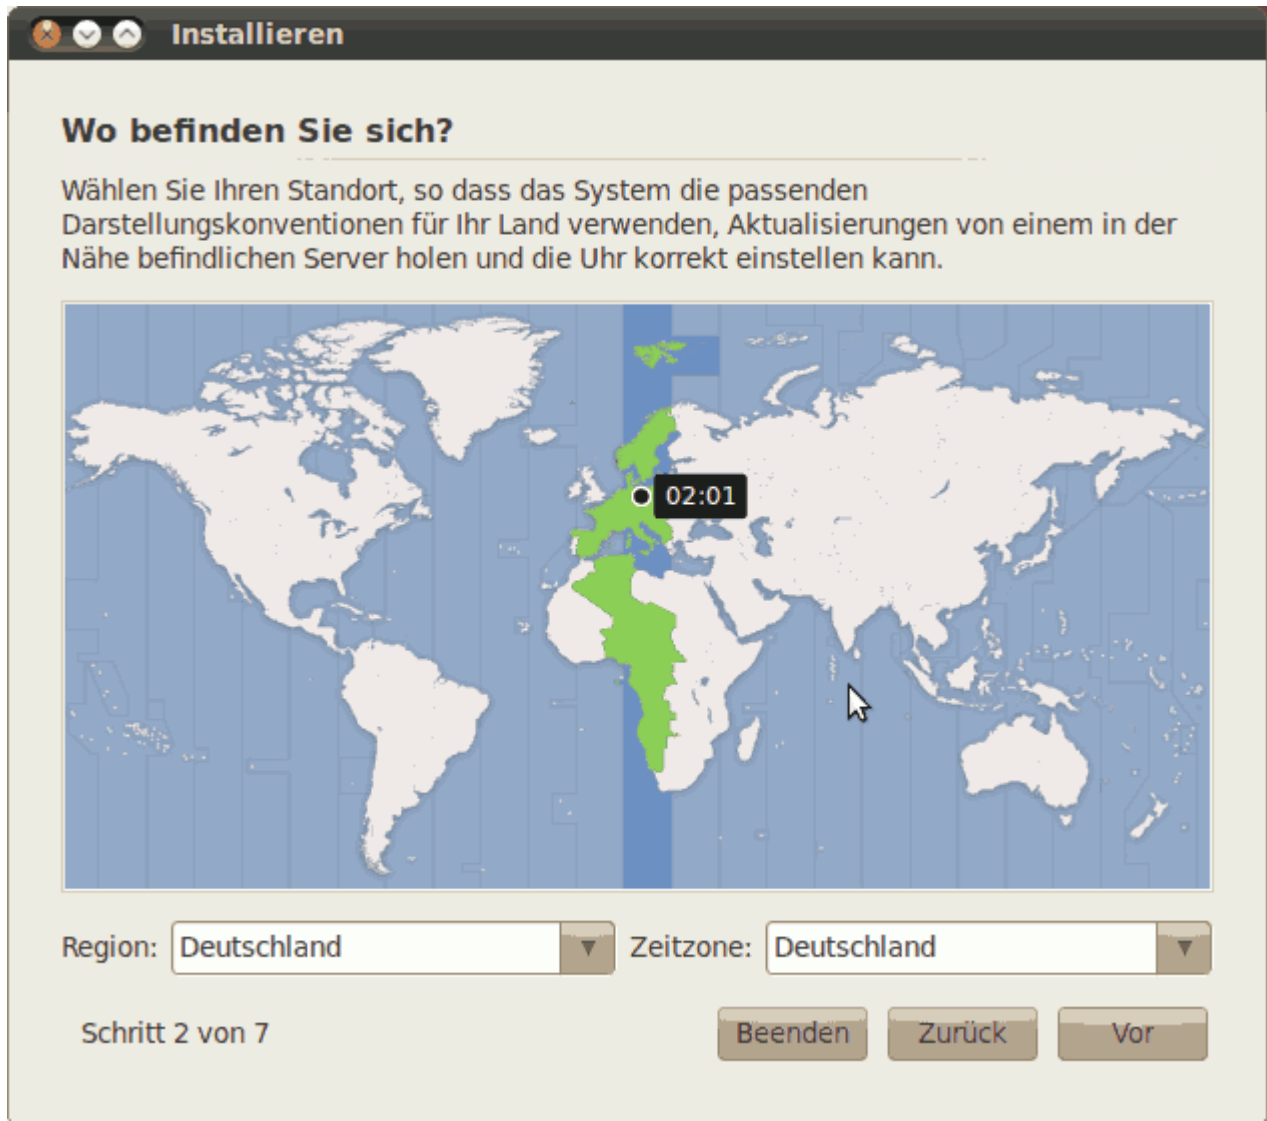 Installieren
Wo befinden Sie sich?
Wählen Sie Ihren Standort, so dass das System die passenden
Darstellungskonventionen für Ihr Land verwenden, Aktualisierungen von einem in der
Nähe befindlichen Server holen und die Uhr korrekt einstellen kann.
02:01
Region: Deutschland Zeitzone: Deutschland
Schritt 2 von 7 Beenden Zurück Vor